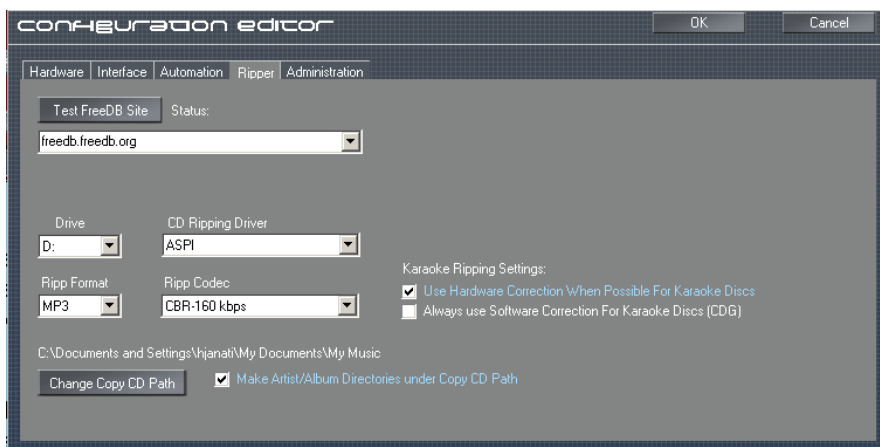 configuration editor
OK Cancel
Hardware Interface Automation Ripper Administration
Test FreeDB Site Status:
freedb.freedb.org
Drive CD Ripping Driver
D: ASPI
Karaoke Ripping Settings:
Ripp Format Ripp Codec
Use Hardware Correction When Possible For Karaoke Discs
MP3 CBR-160 kbps
Always use Software Correction For Karaoke Discs (CDG)
C:\Documents and Settings\hjanati\My Documents\My Music
Change Copy CD Path Make Artist/Album Directories under Copy CD Path